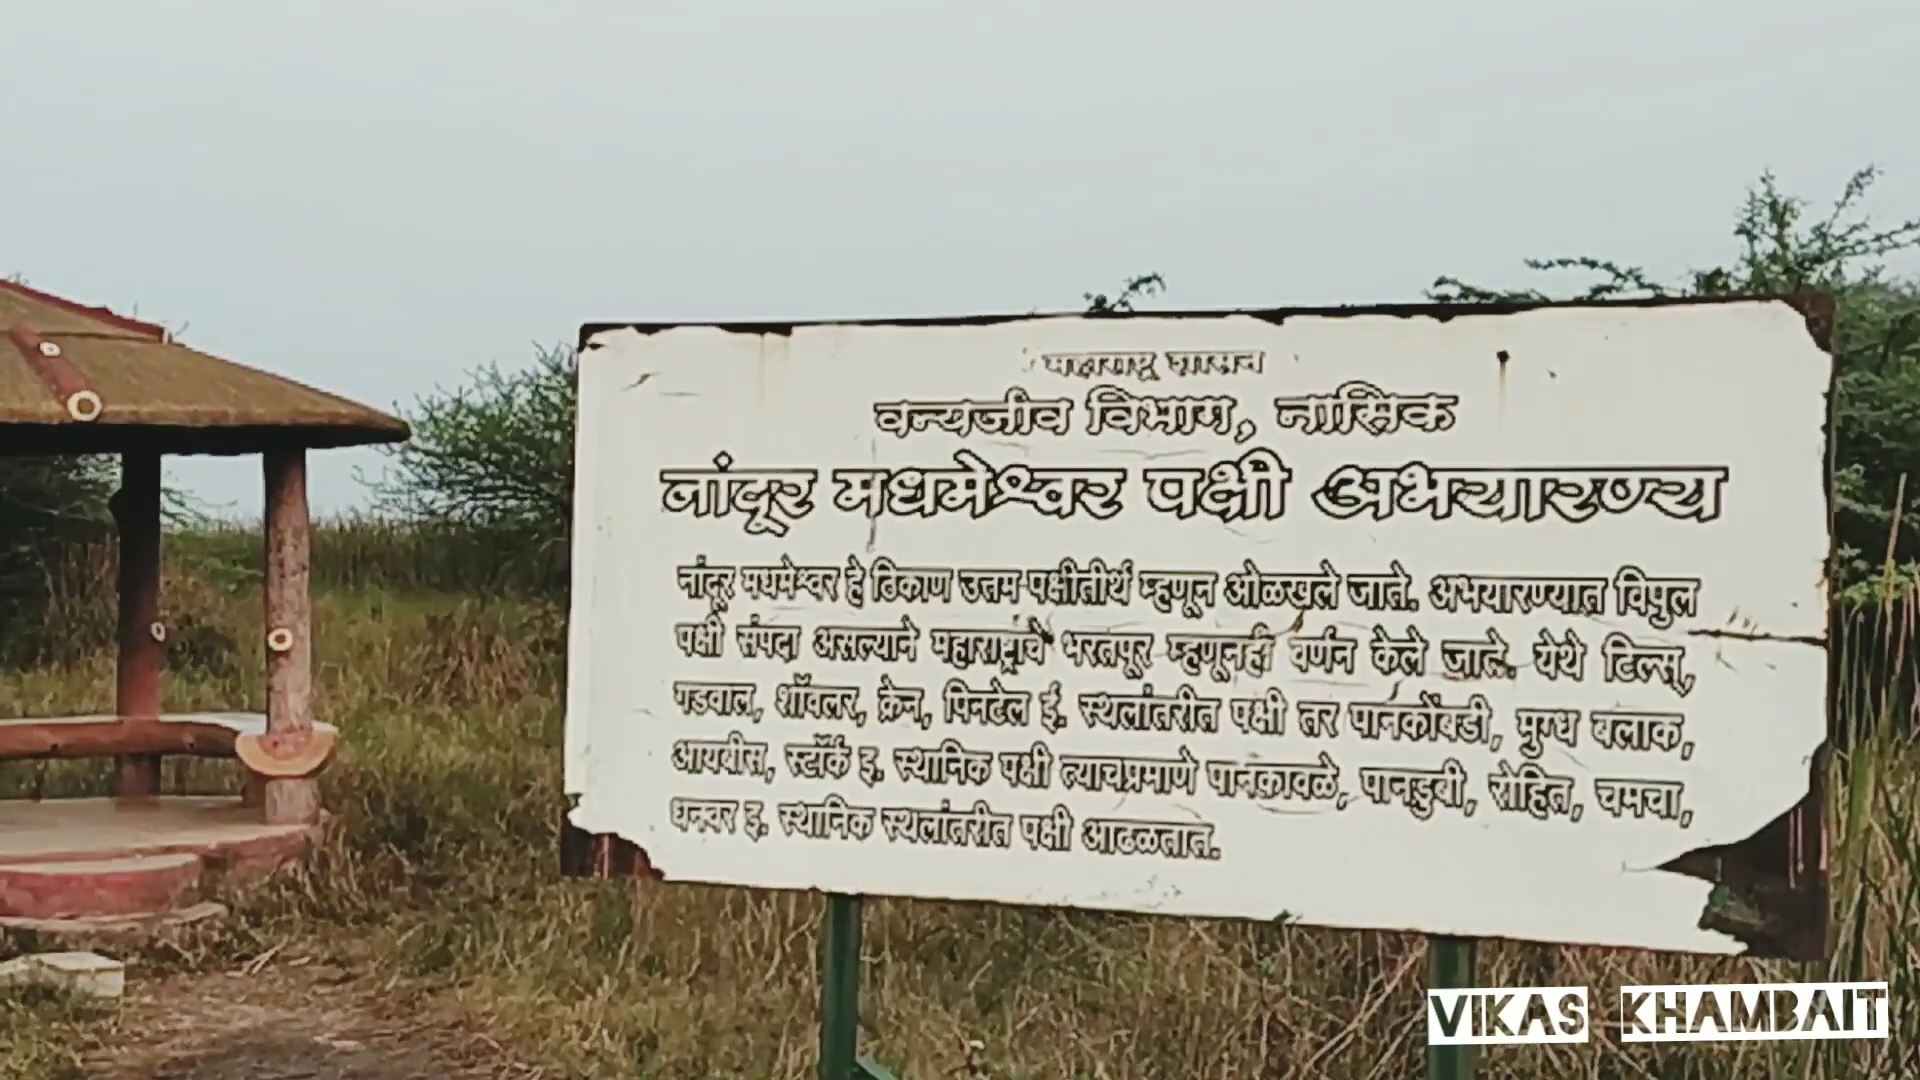 महाराष्ट्र शासन
वन्यजीव विभाग, नासिक
नांदूर मधमेश्वर पक्षी अभयारण्य
नांदूर मधमेश्वर हे ठिकाण उत्तम पक्षीतीर्थ म्हणून ओळखले जाते. अभयारण्यात विपुल
पक्षी संपदा असल्याने महाराष्ट्राचे भरतपूर म्हणूनही वर्णन केले जाते. येथे टिल्स्,
गडवाल, शॉवलर, क्रेन, पिनटेल ई. स्थलांतरीत पक्षी तर पानकोंबडी, मुग्ध बलाक,
आयबीस, स्टॉर्क इ. स्थानिक पक्षी त्याचप्रमाणे पानकावळे, पानडुबी, रोहित, चमचा,
धनवर इ. स्थानिक स्थलांतरीत पक्षी आढळतात.
VIKAS KHAMBAIT